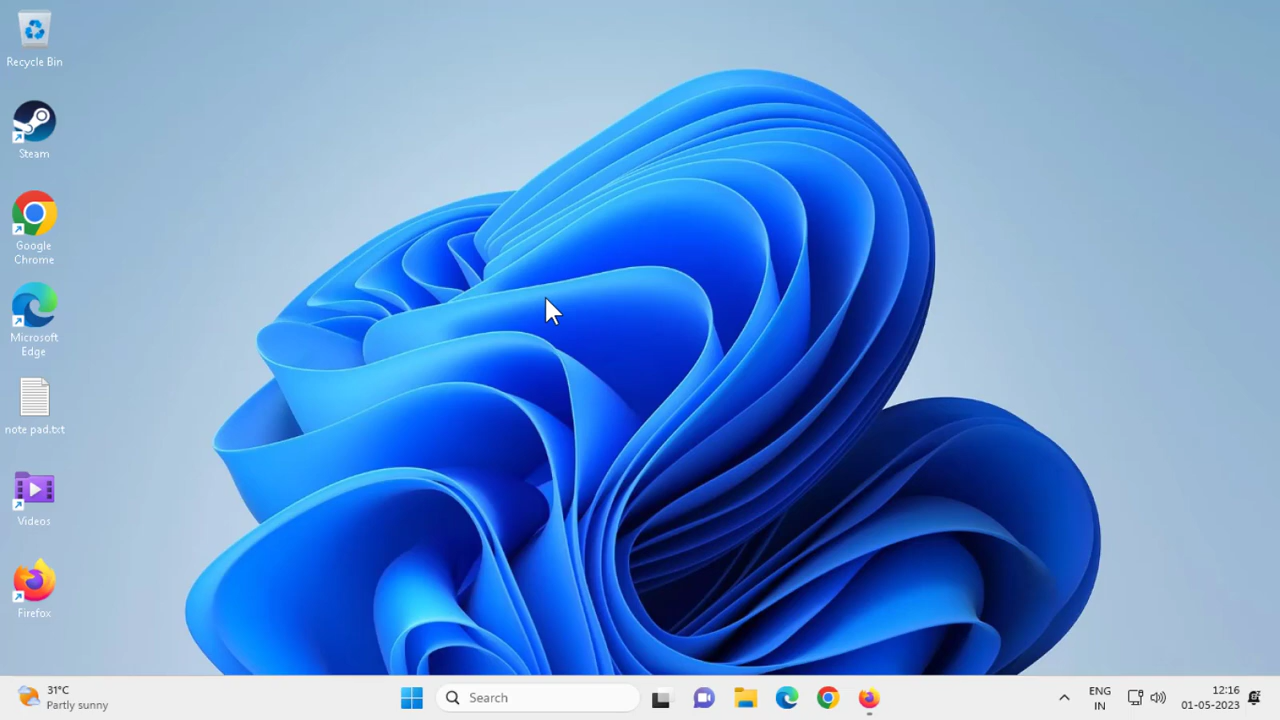 Recycle Bin
Steam
Google
Chrome
Microsoft
Edge
note pad.txt
Videos
Firefox
31°C
Partly sunny
Search
ENG
IN
12:16
01-05-2023